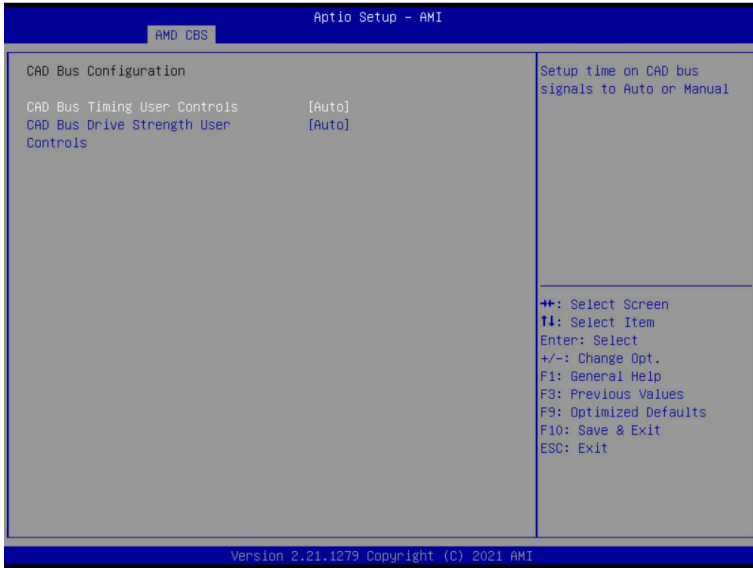 Aptio Setup – AMI
AMD CBS
CAD Bus Configuration
CAD Bus Timing User Controls [Auto]
CAD Bus Drive Strength User [Auto]
Controls
Setup time on CAD bus
signals to Auto or Manual
→←: Select Screen
↑↓: Select Item
Enter: Select
+/-: Change Opt.
F1: General Help
F3: Previous Values
F9: Optimized Defaults
F10: Save & Exit
ESC: Exit
Version 2.21.1279 Copyright (C) 2021 AMI